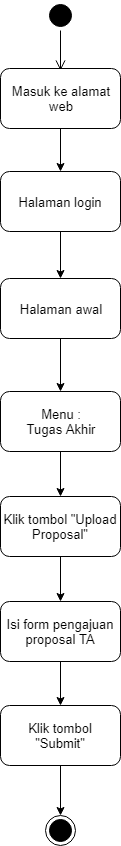 Masuk ke alamat
web
Halaman login
Halaman awal
Menu :
Tugas Akhir
Klik tombol "Upload
Proposal"
Isi form pengajuan
proposal TA
Klik tombol
"Submit"